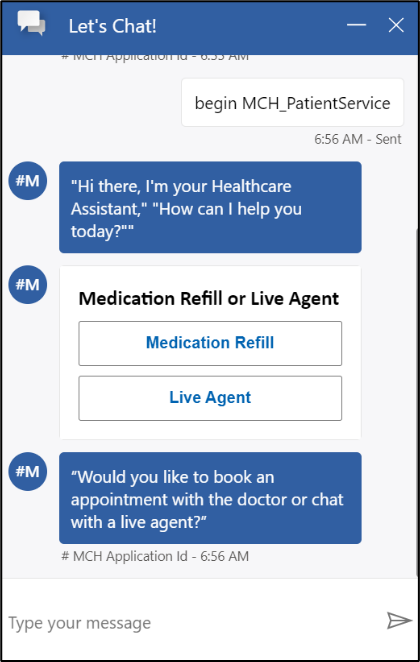 Let's Chat!
# MCH Application Id - 6:55 AM
begin MCH_PatientService
6:56 AM - Sent
#M
"Hi there, I'm your Healthcare
Assistant," "How can I help you
today?""
#M
Medication Refill or Live Agent
Medication Refill
Live Agent
#M
“Would you like to book an
appointment with the doctor or chat
with a live agent?”
# MCH Application Id - 6:56 AM
Type your message